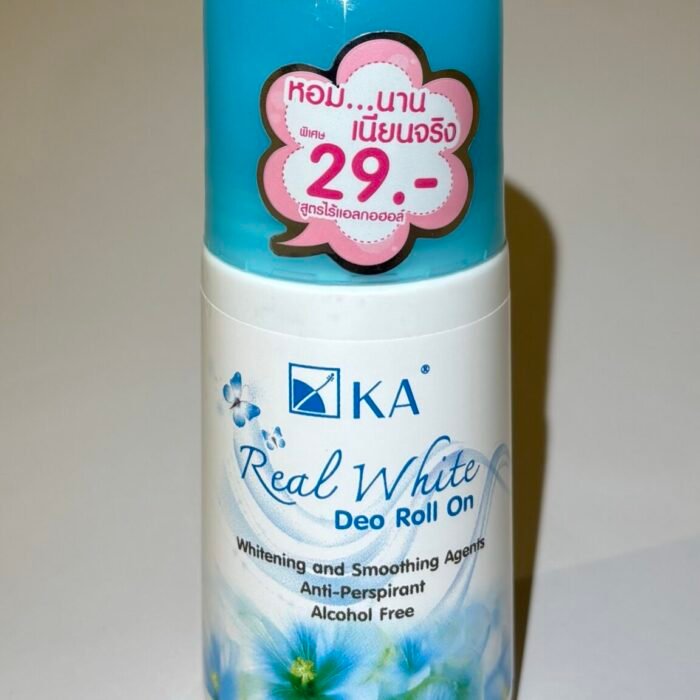 หอม...นาน
เนียนจริง
พิเศษ
29.-
สูตรไร้แอลกอฮอล์
KA®
Real White
Deo Roll On
Whitening and Smoothing Agents
Anti-Perspirant
Alcohol Free